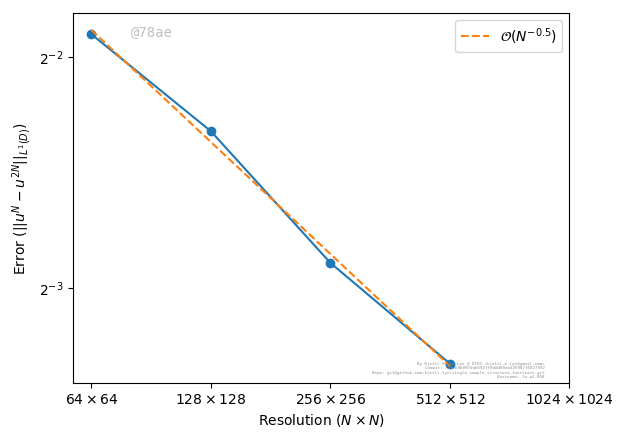 @78ae
O(N^{-0.5})
2^{-2}
2^{-3}
Error (||u^N − u^{2N}||_{L^1(D)})
64 × 64
128 × 128
256 × 256
512 × 512
1024 × 1024
Resolution (N × N)